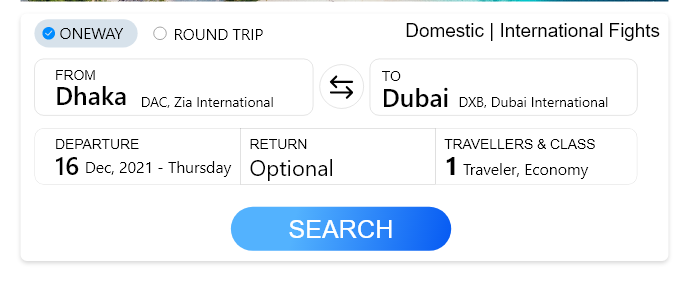 ONEWAY ROUND TRIP Domestic | International Fights
FROM
Dhaka DAC, Zia International
TO
Dubai DXB, Dubai International
DEPARTURE
16 Dec, 2021 - Thursday
RETURN
Optional
TRAVELLERS & CLASS
1 Traveler, Economy
SEARCH